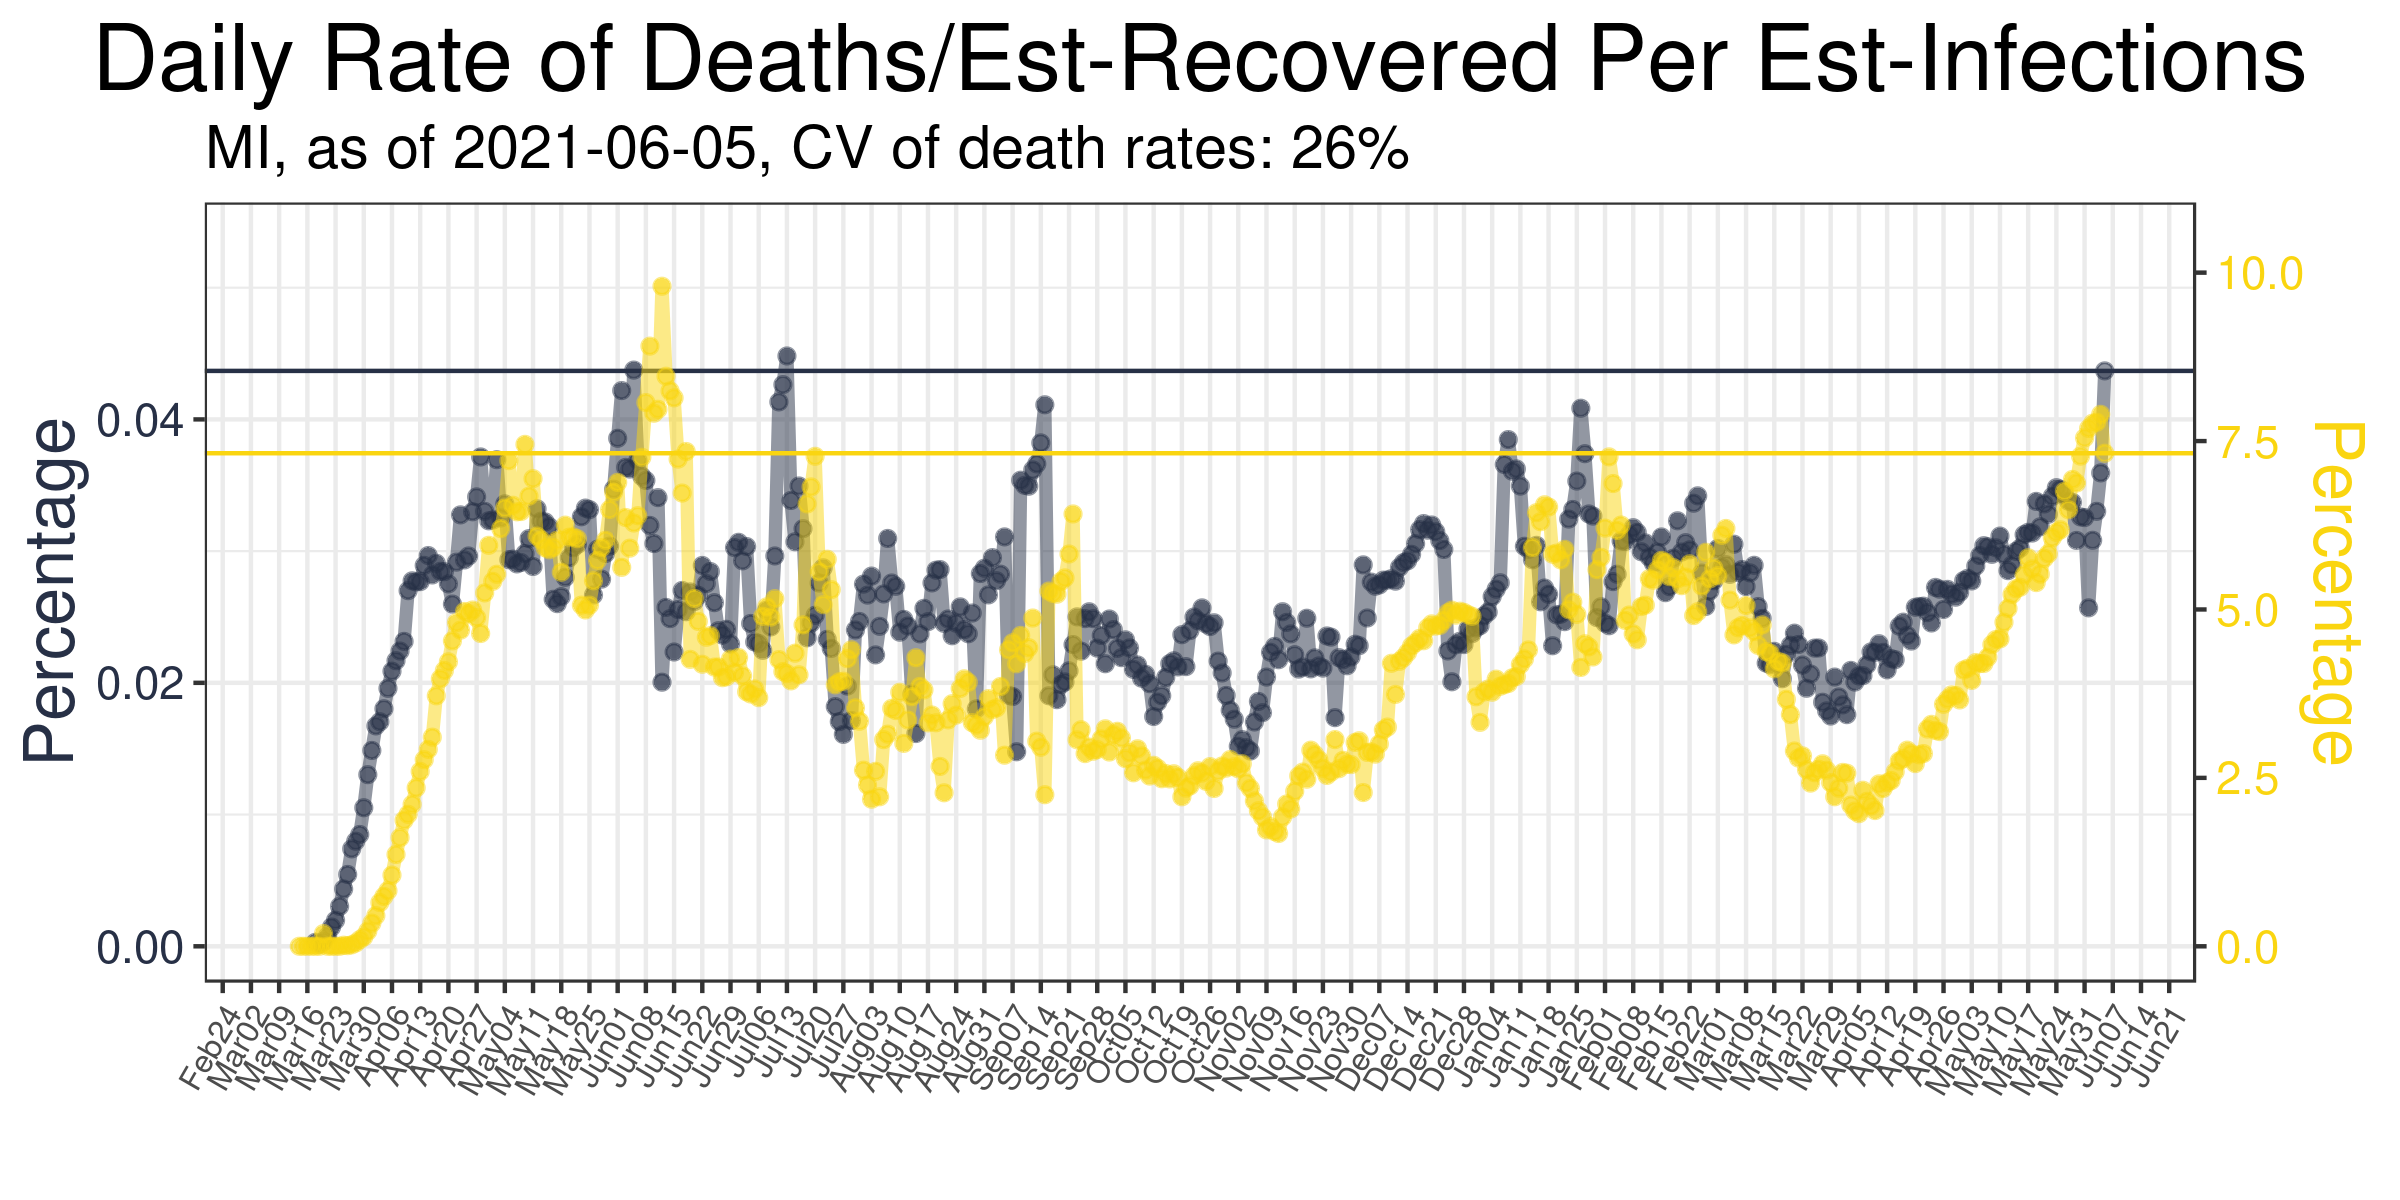 Daily Rate of Deaths/Est-Recovered Per Est-Infections
MI, as of 2021-06-05, CV of death rates: 26%
Percentage
0.04
0.02
0.00
10.0
7.5
5.0
2.5
0.0
Percentage
Feb24
Mar02
Mar09
Mar16
Mar23
Mar30
Apr06
Apr13
Apr20
Apr27
May04
May11
May18
May25
Jun01
Jun08
Jun15
Jun22
Jun29
Jul06
Jul13
Jul20
Jul27
Aug03
Aug10
Aug17
Aug24
Aug31
Sep07
Sep14
Sep21
Sep28
Oct05
Oct12
Oct19
Oct26
Nov02
Nov09
Nov16
Nov23
Nov30
Dec07
Dec14
Dec21
Dec28
Jan04
Jan11
Jan18
Jan25
Feb01
Feb08
Feb15
Feb22
Mar01
Mar08
Mar15
Mar22
Mar29
Apr05
Apr12
Apr19
Apr26
May03
May10
May17
May24
May31
Jun07
Jun14
Jun21